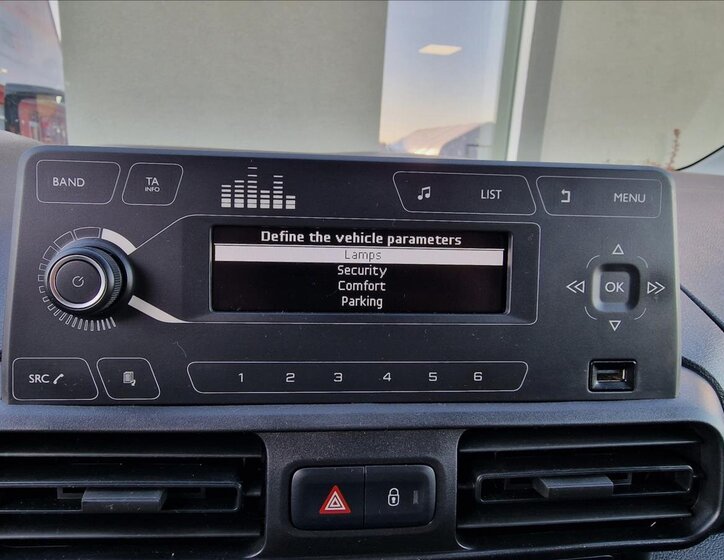 BAND
TA
INFO
LIST
MENU
Define the vehicle parameters
Lamps
Security
Comfort
Parking
OK
SRC
1 2 3 4 5 6